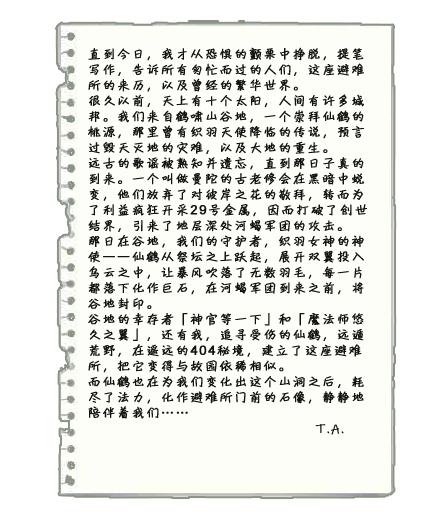 直到今日，我才从恐惧的颤栗中挣脱，提笔
写作，告诉所有匆忙而过的人们，这座避难
所的来历，以及曾经的繁华世界。
很久以前，天上有十个太阳，人间有许多城
邦。我们来自鹤啸山谷地，一个崇拜仙鹤的
桃源，那里曾有织羽天使降临的传说，预言
过毁天灭地的灾难，以及大地的重生。
远古的歌谣被熟知并遗忘，直到那日子真的
到来。一个叫做曼陀的古老修会在黑暗中蜕
变，他们放弃了对彼岸之花的敬拜，转而为
了利益疯狂开采29号金属，因而打破了创世
结界，引来了地层深处河蝎军团的攻击。
那日在谷地，我们的守护者，织羽女神的神
使——仙鹤从祭坛之上跃起，展开双翼投入
乌云之中，让暴风吹落了无数羽毛，每一片
都落下化作巨石，在河蝎军团到来之前，将
谷地封印。
谷地的幸存者「神官等一下」和「魔法师悠
久之翼」，还有我，追寻受伤的仙鹤，远遁
荒野，在遥远的404秘境，建立了这座避难
所，把它变得与故园依稀相似。
而仙鹤也在为我们变化出这个山洞之后，耗
尽了法力，化作避难所门前的石像，静静地
陪伴着我们……
T.A.